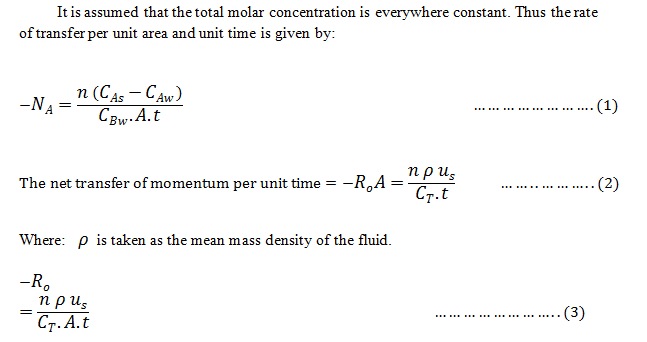 It is assumed that the total molar concentration is everywhere constant. Thus the rate
of transfer per unit area and unit time is given by:
−N_A = n (C_As − C_Aw) / C_Bw.A.t ... ... ... ... ... ... .... (1)
The net transfer of momentum per unit time = −R_oA = n ρ u_s / C_T.t ... ..... ... ..... (2)
Where: ρ is taken as the mean mass density of the fluid.
−R_o
= n ρ u_s / C_T.A.t ... ... ... ... ... ... ..... (3)